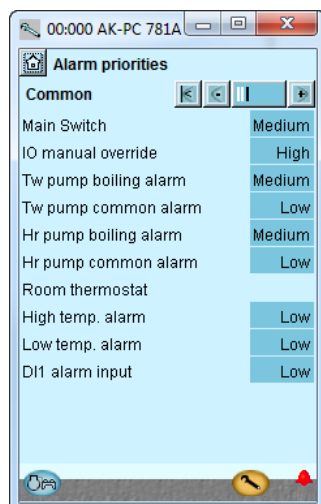 00:000 AK-PC 781A
Alarm priorities
Common
Main Switch Medium
IO manual override High
Tw pump boiling alarm Medium
Tw pump common alarm Low
Hr pump boiling alarm Medium
Hr pump common alarm Low
Room thermostat
High temp. alarm Low
Low temp. alarm Low
DI1 alarm input Low